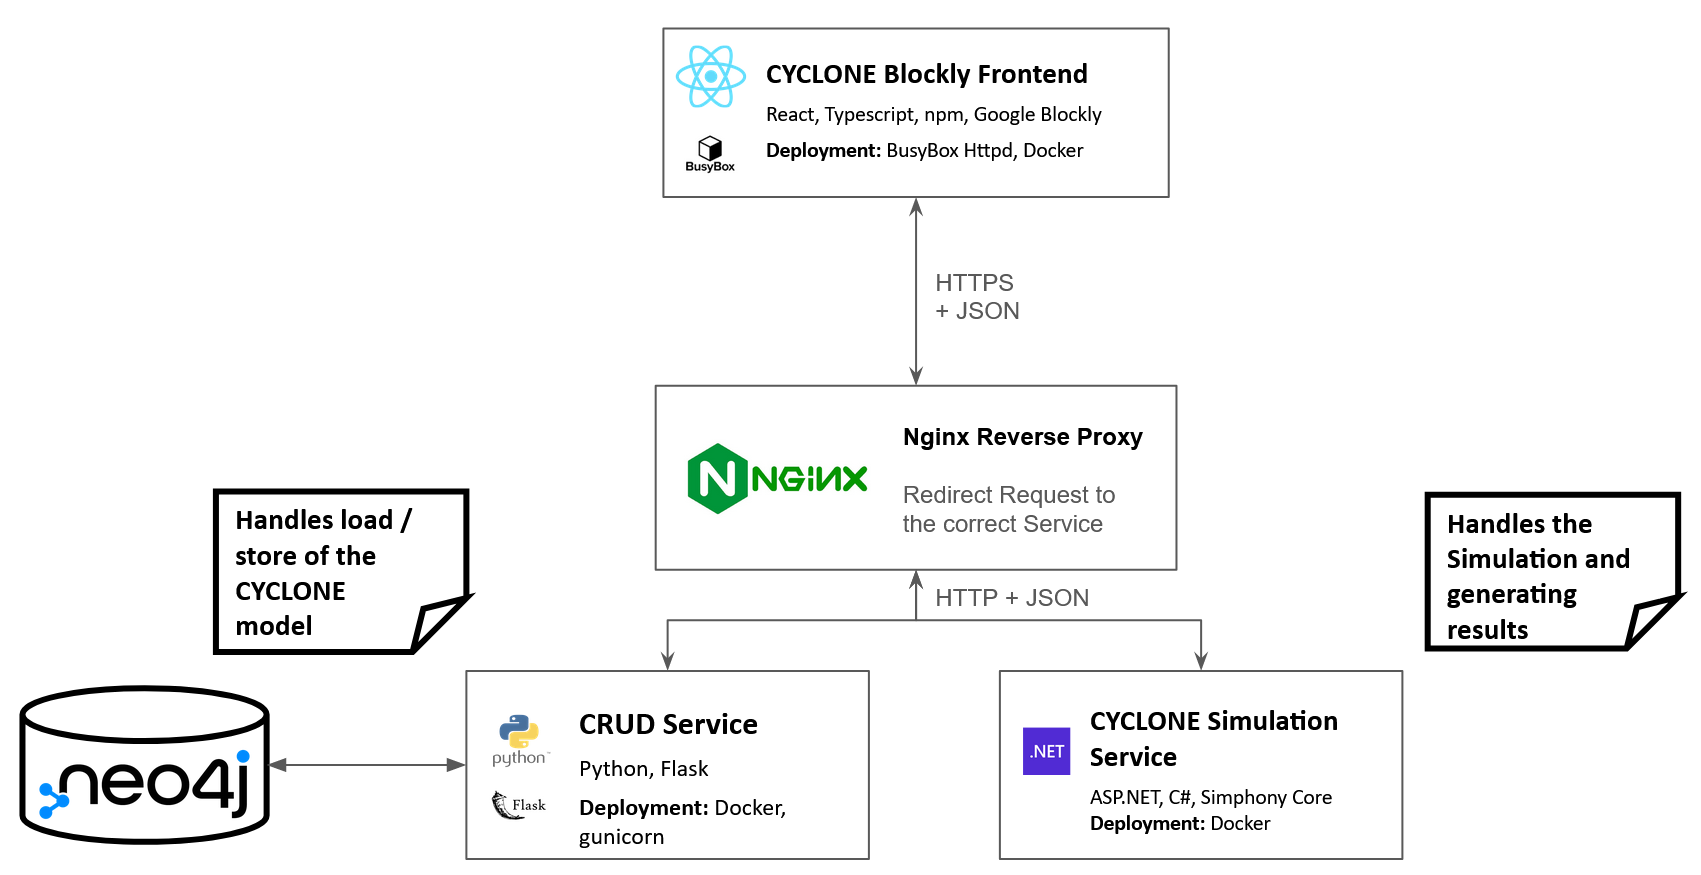 CYCLONE Blockly Frontend
React, Typescript, npm, Google Blockly
BusyBox
Deployment: BusyBox Httpd, Docker
HTTPS
+ JSON
NGINX
Nginx Reverse Proxy
Redirect Request to
the correct Service
Handles load /
store of the
CYCLONE
model
Handles the
Simulation and
generating
results
HTTP + JSON
neo4j
python™
Flask
CRUD Service
Python, Flask
Deployment: Docker,
gunicorn
.NET
CYCLONE Simulation
Service
ASP.NET, C#, Simphony Core
Deployment: Docker